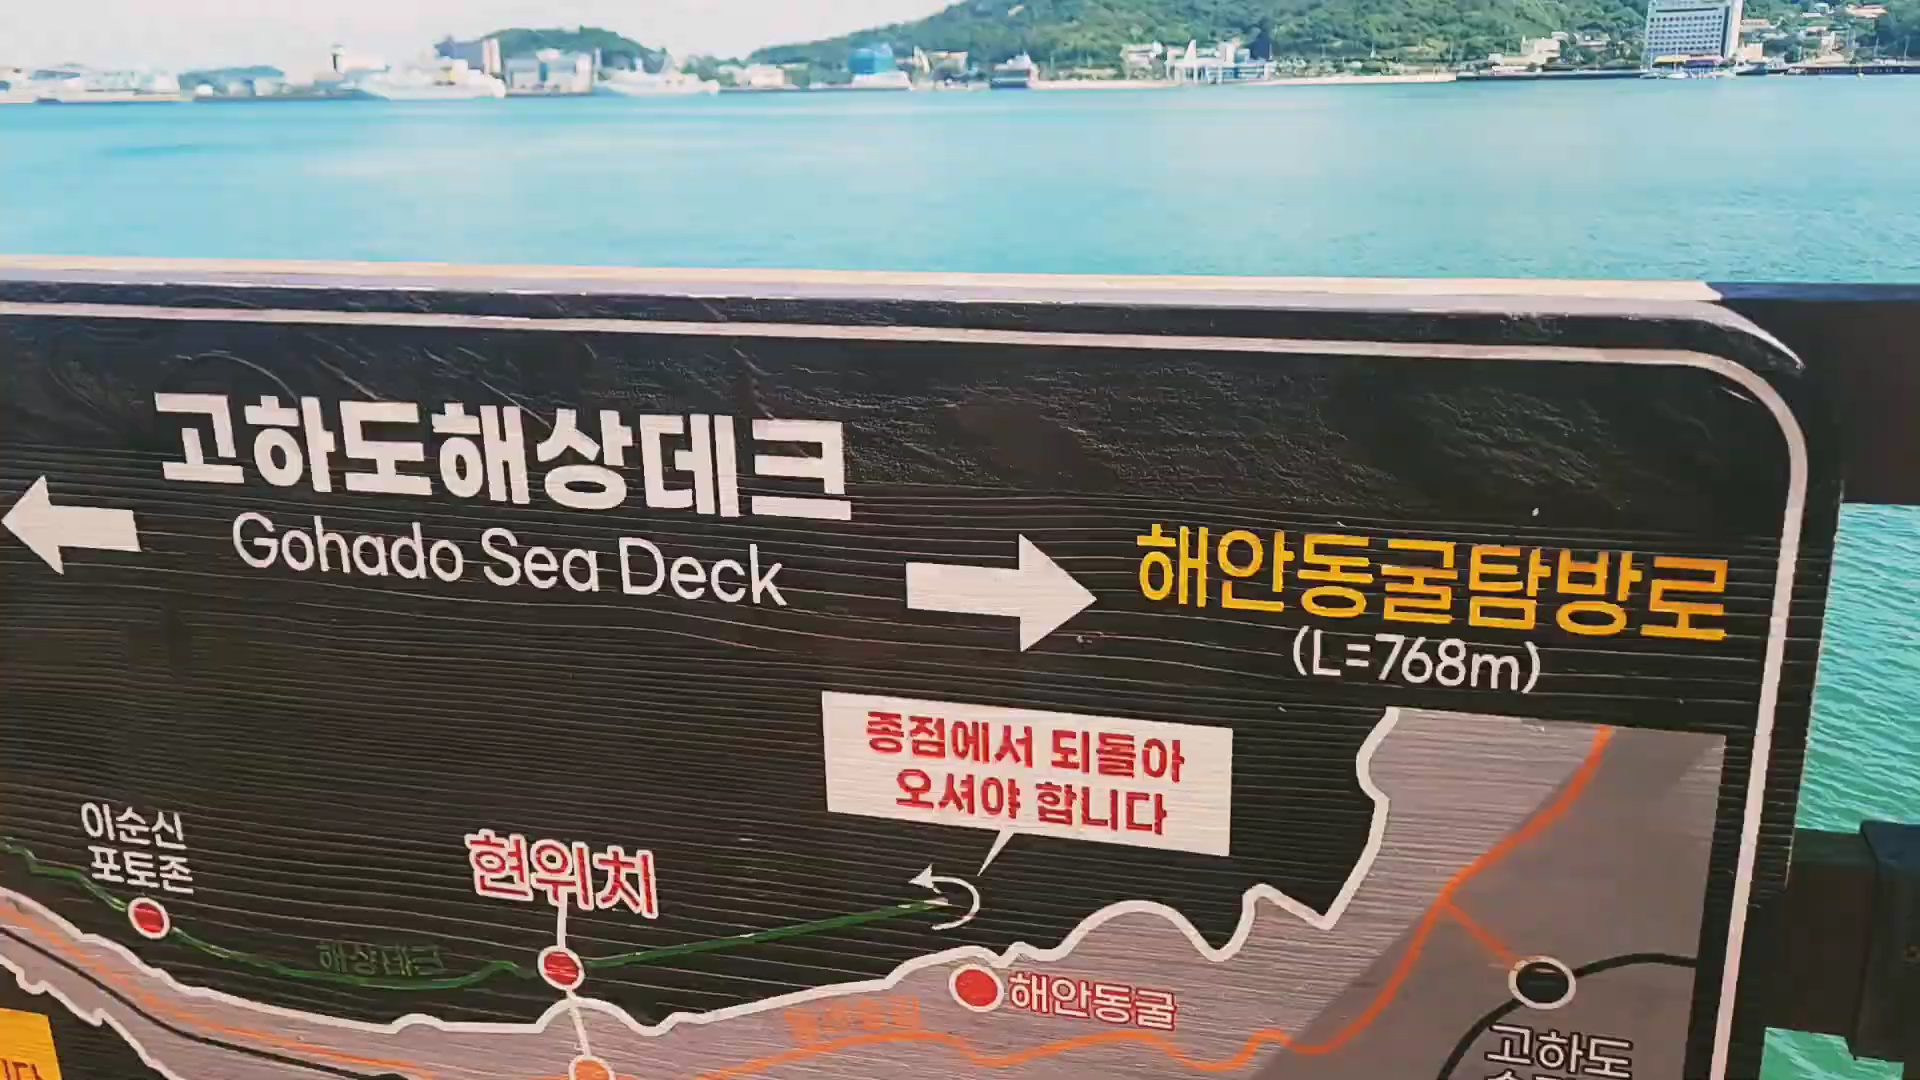 고하도해상데크
Gohado Sea Deck
해안동굴탐방로
(L=768m)
종점에서 되돌아
오셔야 합니다
이순신
포토존
현위치
해상데크
해안동굴
고하도